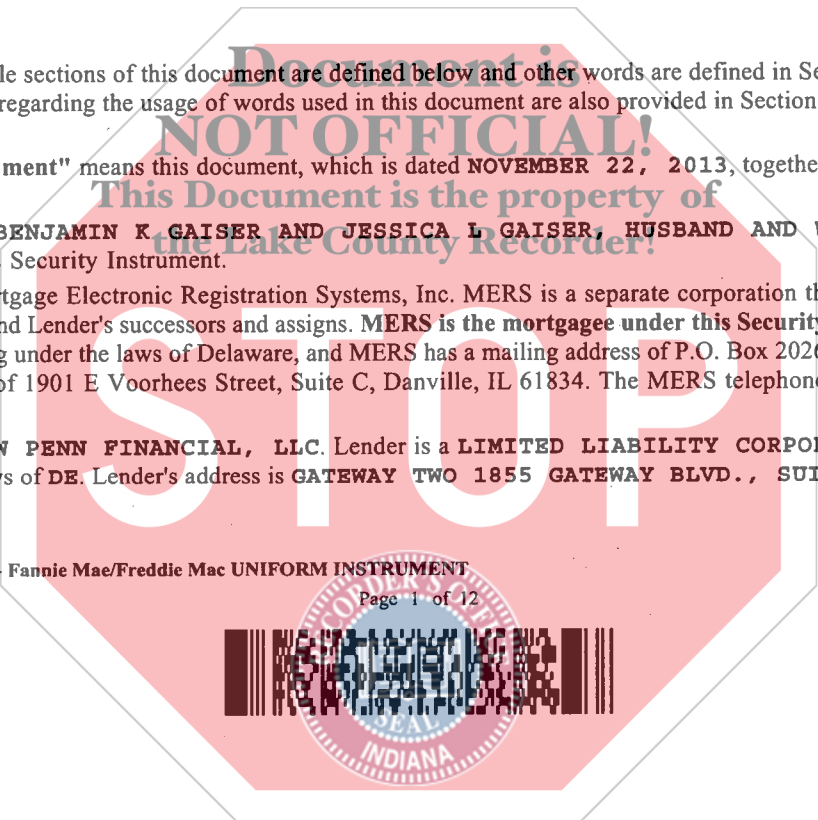 Document is
le sections of this document are defined below and other words are defined in Se
regarding the usage of words used in this document are also provided in Section
NOT OFFICIAL!
ment" means this document, which is dated NOVEMBER 22, 2013, togethe
This Document is the property of
BENJAMIN K GAISER AND JESSICA L GAISER, HUSBAND AND
the Lake County Recorder!
Security Instrument.
rtgage Electronic Registration Systems, Inc. MERS is a separate corporation th
nd Lender's successors and assigns. MERS is the mortgagee under this Security
g under the laws of Delaware, and MERS has a mailing address of P.O. Box 2026
of 1901 E Voorhees Street, Suite C, Danville, IL 61834. The MERS telephon
STOP
W PENN FINANCIAL, LLC. Lender is a LIMITED LIABILITY CORPO
s of DE. Lender's address is GATEWAY TWO 1855 GATEWAY BLVD., SUI
- Fannie Mae/Freddie Mac UNIFORM INSTRUMENT
Page 1 of 12
RECORDER'S OFFICE
SEAL
INDIANA